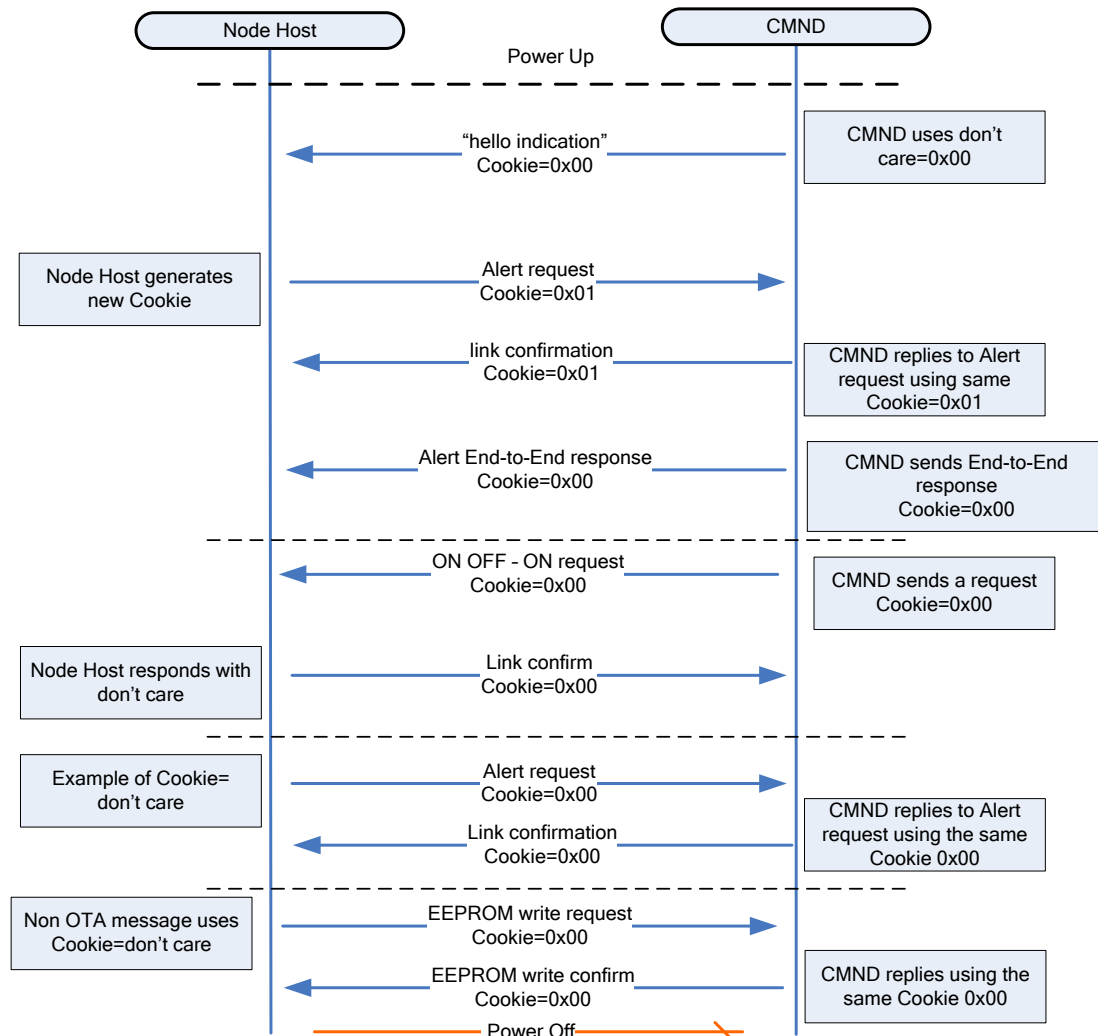 Node Host
CMND
Power Up
“hello indication”
Cookie=0x00
CMND uses don’t
care=0x00
Node Host generates
new Cookie
Alert request
Cookie=0x01
link confirmation
Cookie=0x01
CMND replies to Alert
request using same
Cookie=0x01
Alert End-to-End response
Cookie=0x00
CMND sends End-to-End
response
Cookie=0x00
ON OFF - ON request
Cookie=0x00
CMND sends a request
Cookie=0x00
Node Host responds with
don’t care
Link confirm
Cookie=0x00
Example of Cookie=
don’t care
Alert request
Cookie=0x00
Link confirmation
Cookie=0x00
CMND replies to Alert
request using the same
Cookie 0x00
Non OTA message uses
Cookie=don’t care
EEPROM write request
Cookie=0x00
EEPROM write confirm
Cookie=0x00
CMND replies using the
same Cookie 0x00
Power Off